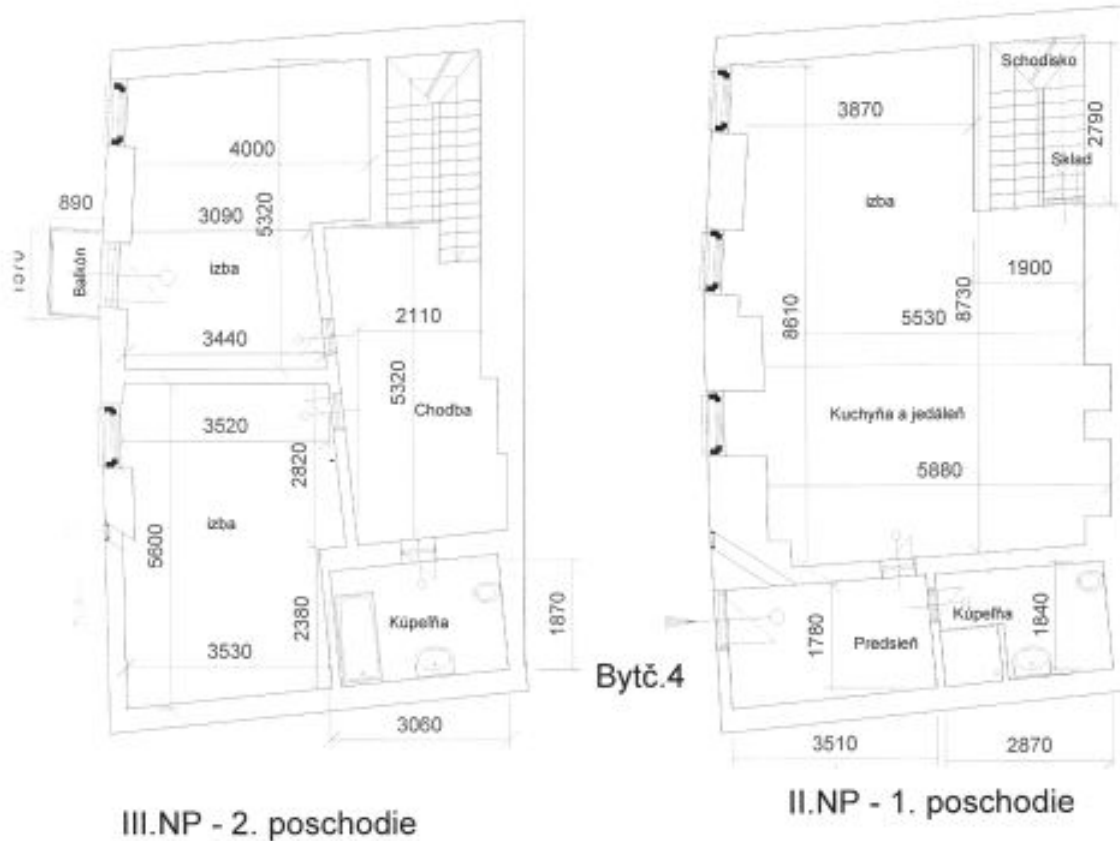 4000
890
3090
5320
Balkón
izba
3440
2110
5320
Chodba
3520
2820
izba
5600
2380
Kúpeľňa
3530
1870
3060
III.NP - 2. poschodie
Bytč.4
Schodisko
3870
2790
Sklad
izba
1900
8610
5530
8730
Kuchyňa a jedáleň
5880
1780
Predsieň
Kúpeľňa
1840
3510
2870
II.NP - 1. poschodie